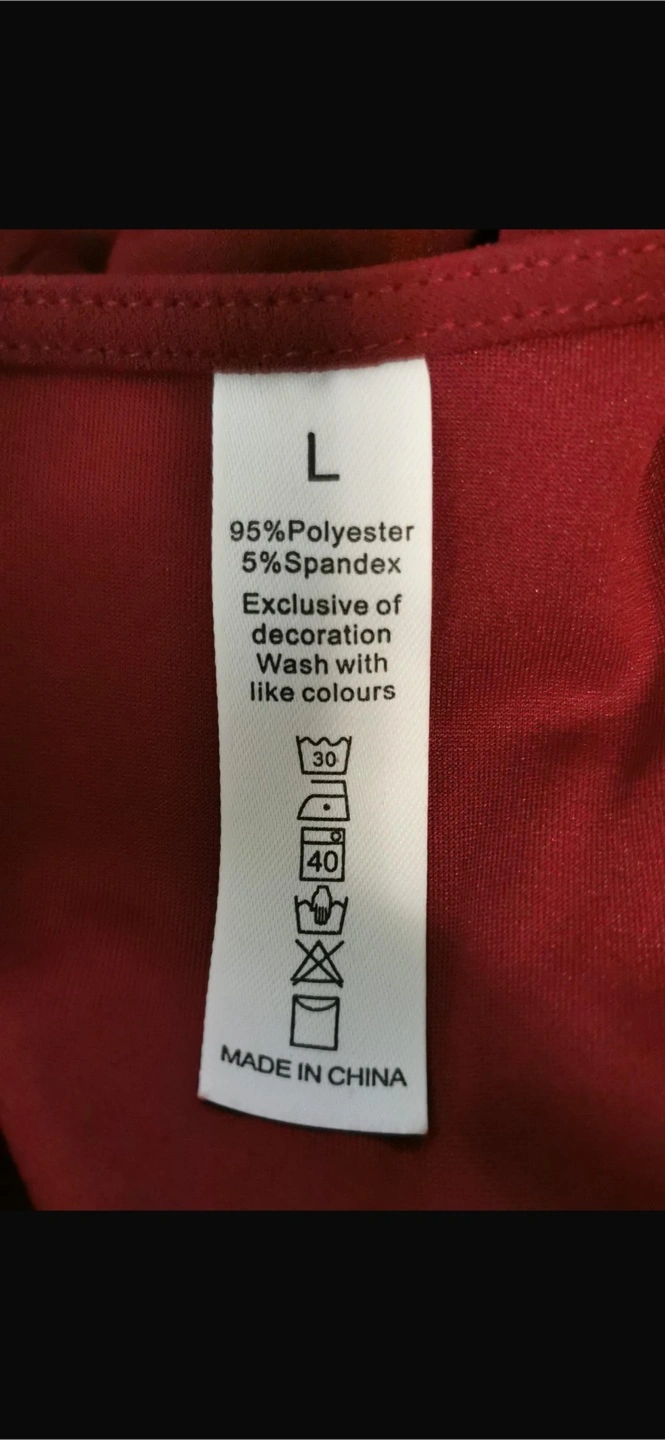 L
95%Polyester
5%Spandex
Exclusive of
decoration
Wash with
like colours
30
40
MADE IN CHINA